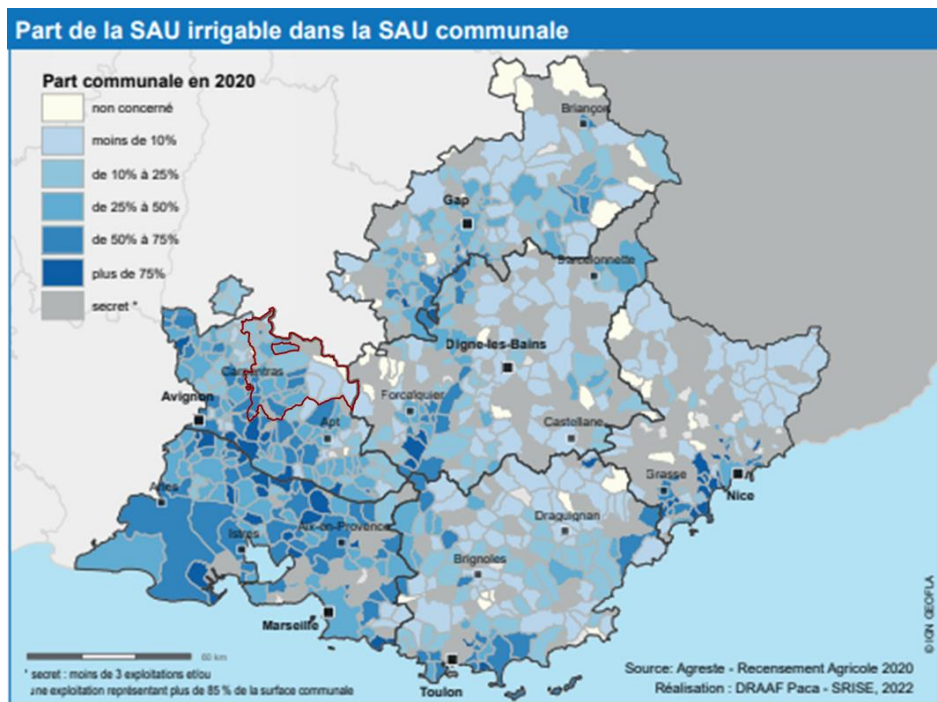 Part de la SAU irrigable dans la SAU communale
Part communale en 2020
non concerné
moins de 10%
de 10% à 25%
de 25% à 50%
de 50% à 75%
plus de 75%
secret *
Briançon
Gap
Barcelonnette
Digne-les-Bains
Carpentras
Forcalquier
Avignon
Apt
Castellane
Grasse
Nice
Arles
Istres
Aix-en-Provence
Draguignan
Brignoles
Marseille
Toulon
60 km
* secret : moins de 3 exploitations et/ou
une exploitation représentant plus de 85 % de la surface communale
Source: Agreste - Recensement Agricole 2020
Réalisation : DRAAF Paca - SRISE, 2022
© IGN GEOFLA